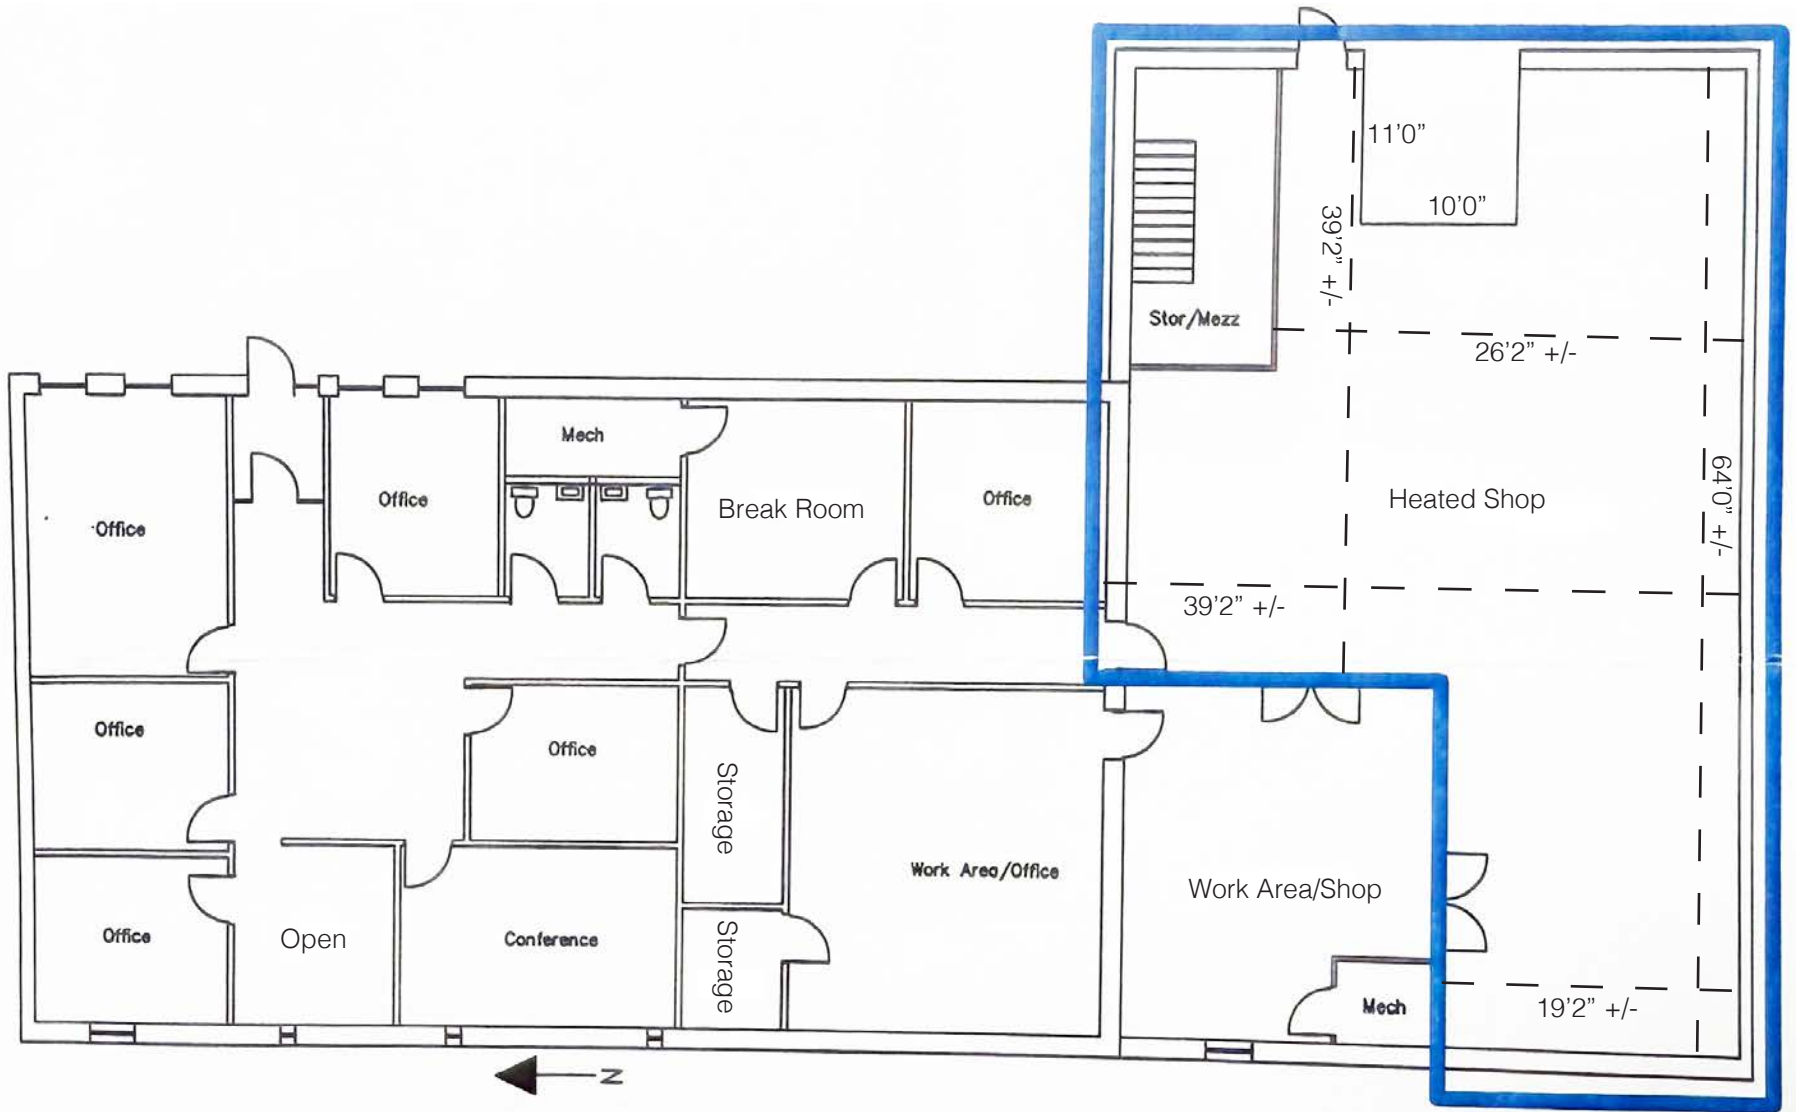 11'0"
10'0"
39'2" +/-
Stor/Mezz
26'2" +/-
Mech
Office
Office
Break Room
Office
Heated Shop
64'0" +/-
·Office
39'2" +/-
Office
Office
Storage
Work Area/Office
Work Area/Shop
Office
Open
Conference
Storage
Mech
19'2" +/-
N